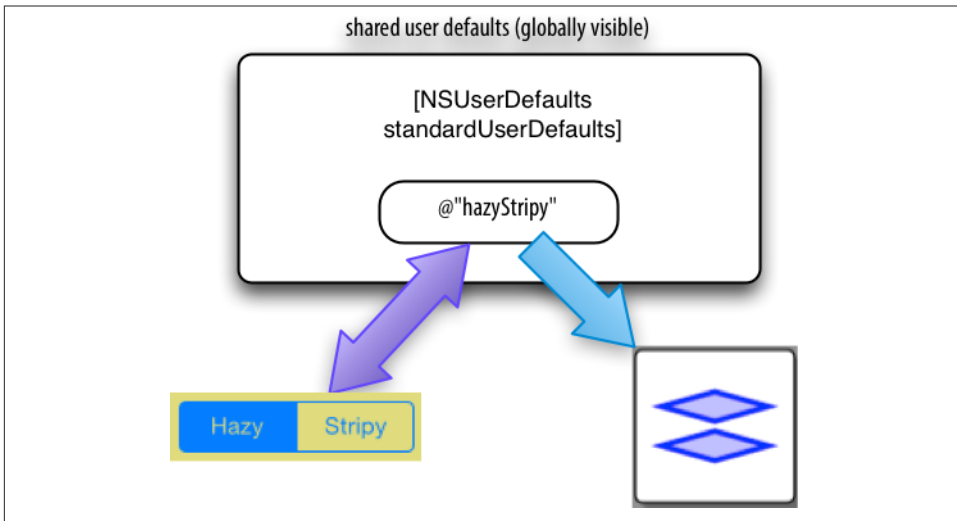 shared user defaults (globally visible)
[NSUserDefaults
standardUserDefaults]
@"hazyStripy"
Hazy
Stripy